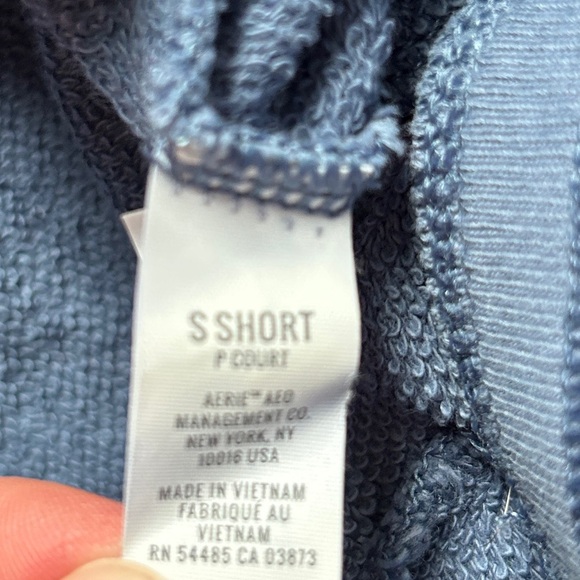 S SHORT
P COURT
AERIE™ AEO
MANAGEMENT CO.
NEW YORK, NY
10016 USA
MADE IN VIETNAM
FABRIQUÉ AU
VIETNAM
RN 54485 CA 03873